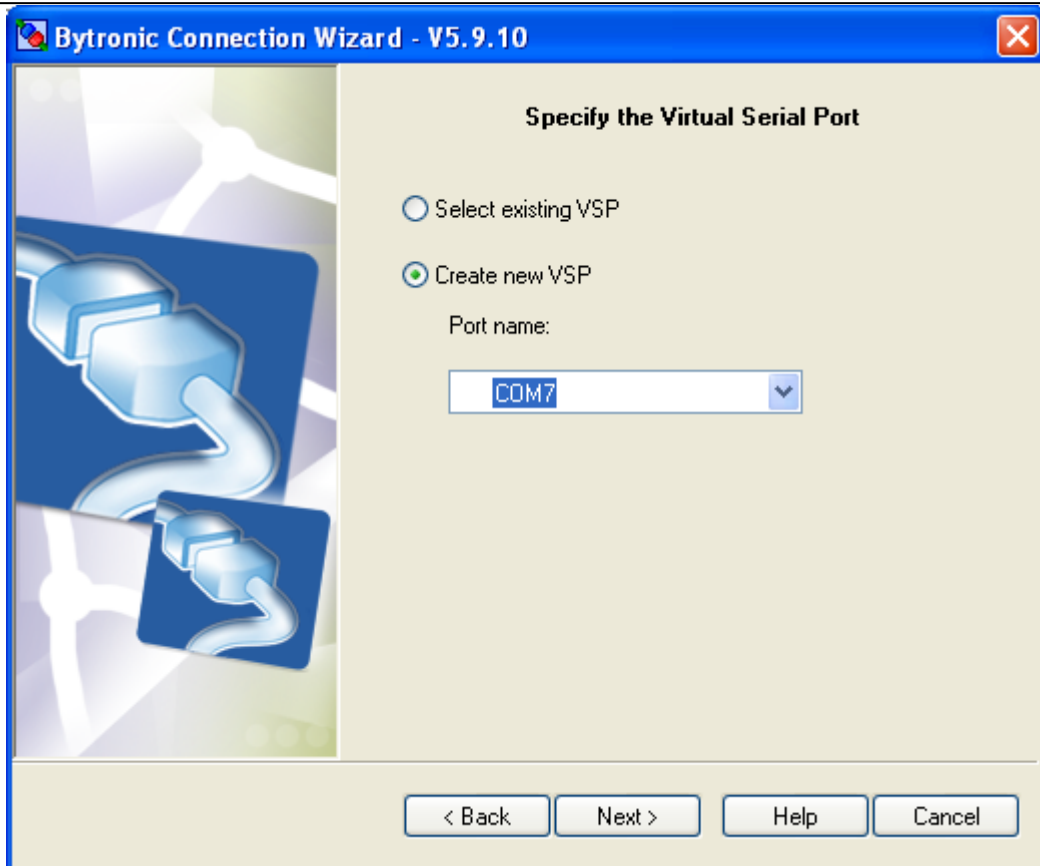 Bytronic Connection Wizard - V5.9.10
Specify the Virtual Serial Port
Select existing VSP
Create new VSP
Port name:
COM7
< Back Next > Help Cancel